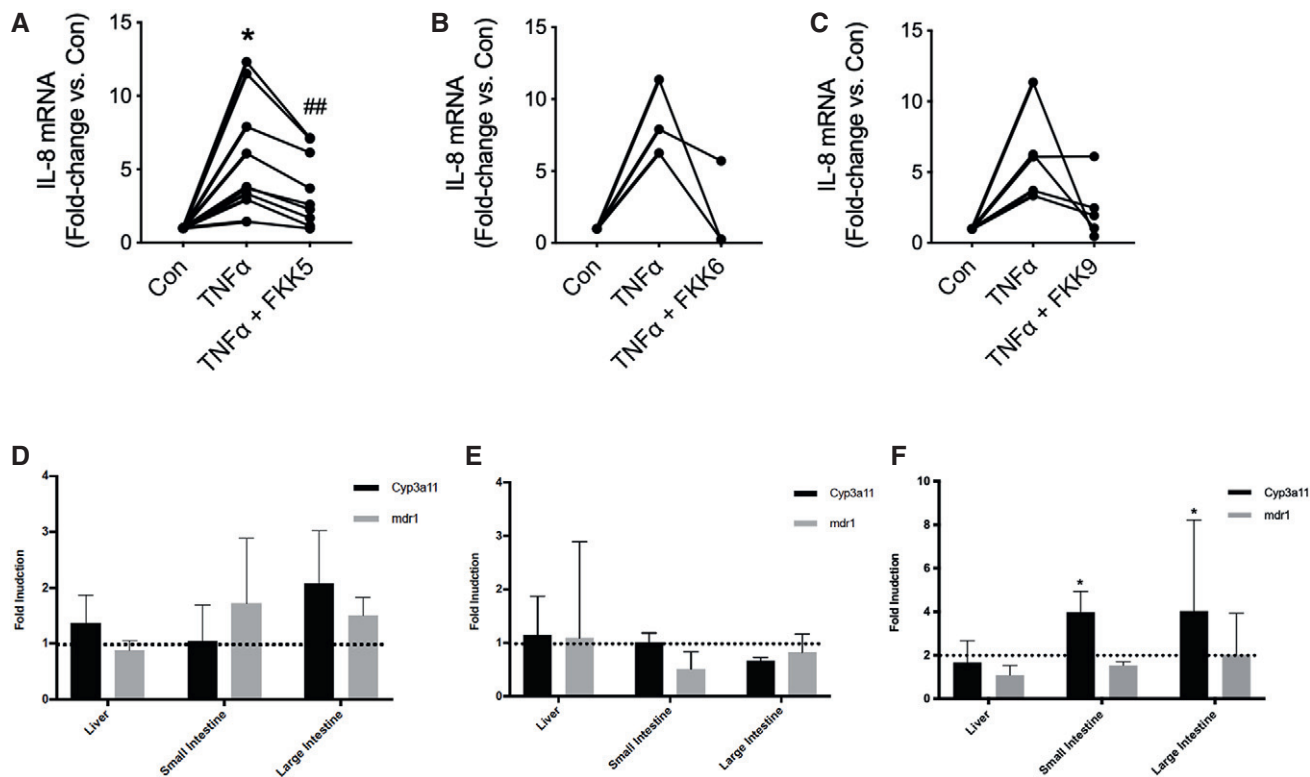 A
IL-8 mRNA
(Fold-change vs. Con)
15
10
5
0
*
##
Con
TNFα
TNFα + FKK5
B
IL-8 mRNA
(Fold-change vs. Con)
15
10
5
0
Con
TNFα
TNFα + FKK6
C
IL-8 mRNA
(Fold-change vs. Con)
15
10
5
0
Con
TNFα
TNFα + FKK9
D
Fold Inudction
4
3
2
1
0
Cyp3a11
mdr1
Liver
Small Intestine
Large Intestine
E
Fold Inudction
4
3
2
1
0
Cyp3a11
mdr1
Liver
Small Intestine
Large Intestine
F
Fold Inudction
10
8
6
4
2
0
*
*
Cyp3a11
mdr1
Liver
Small Intestine
Large Intestine